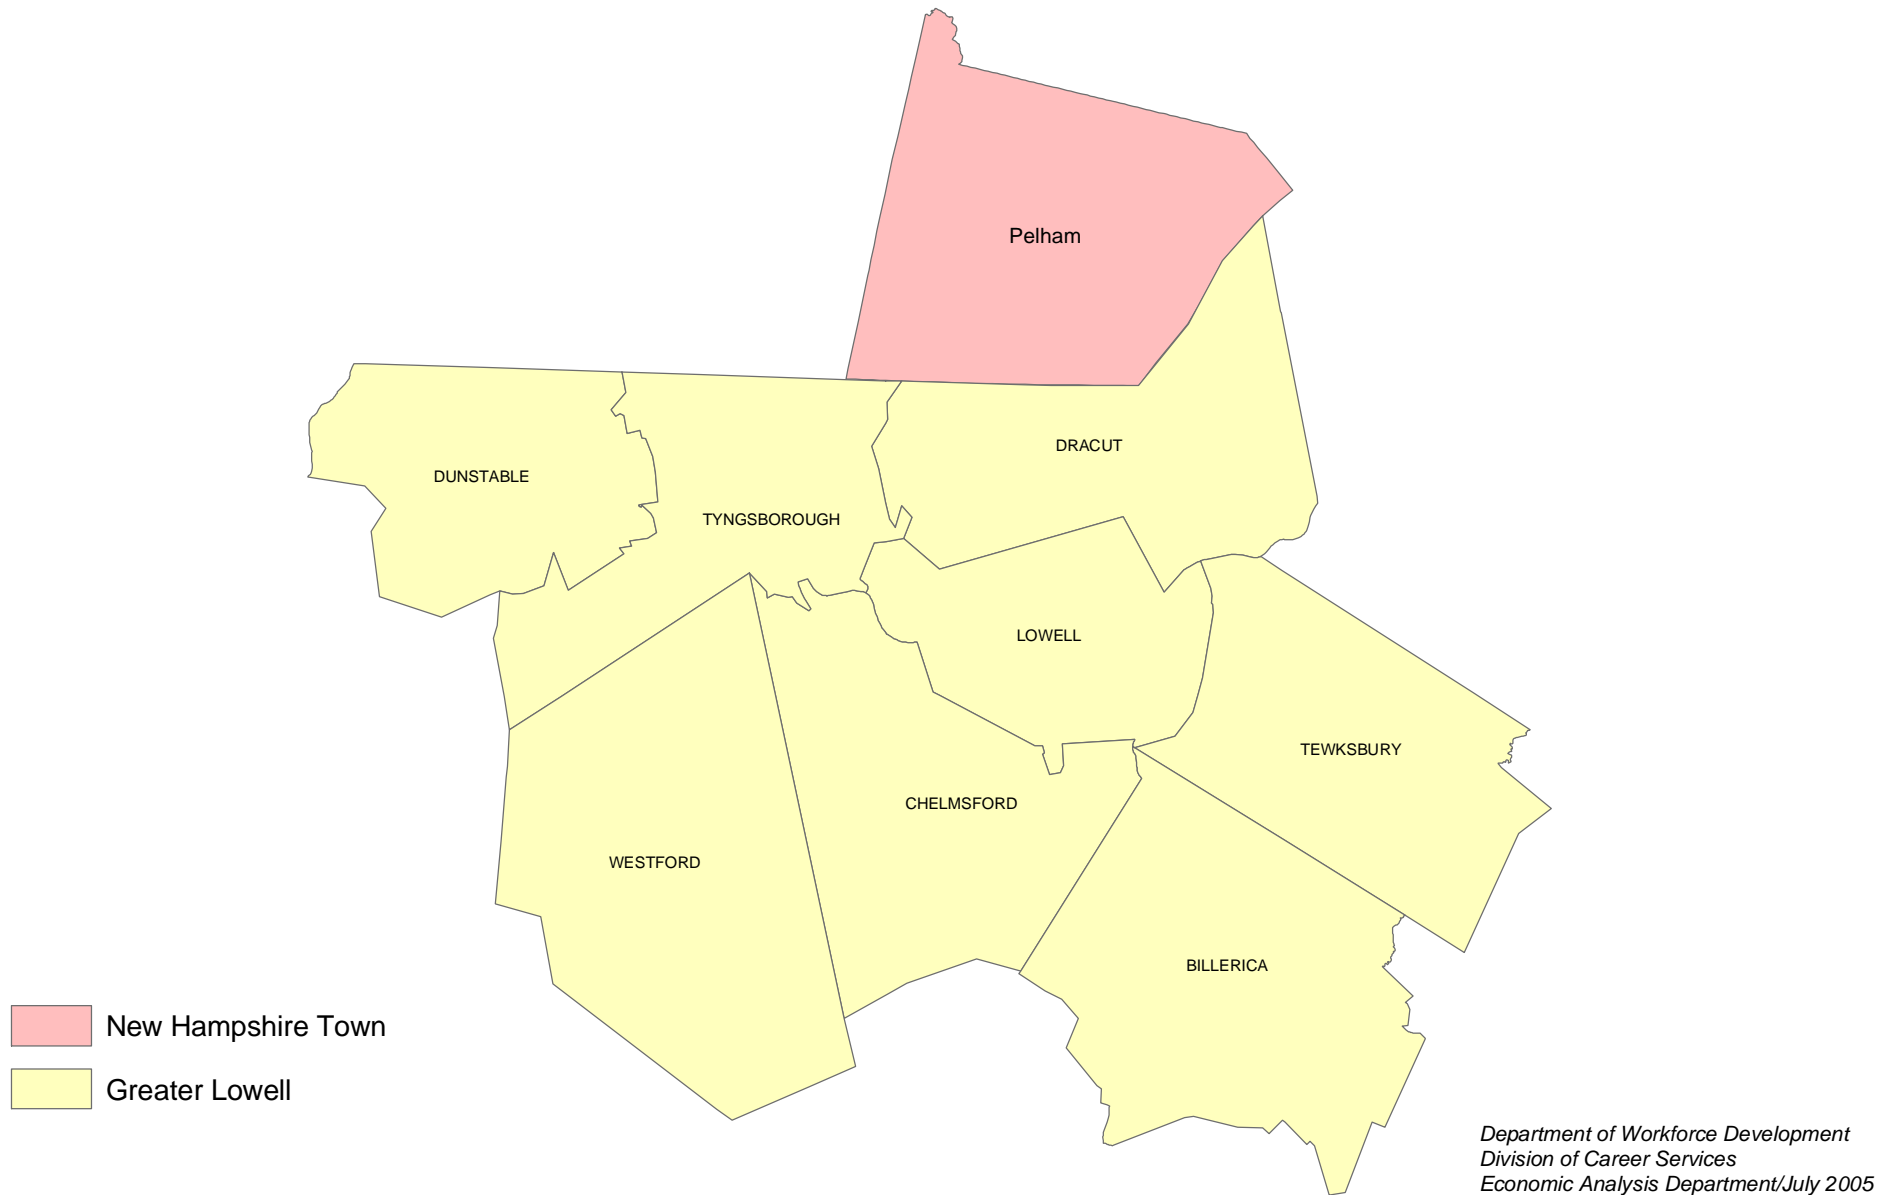 Pelham
DRACUT
DUNSTABLE
TYNGSBOROUGH
LOWELL
TEWKSBURY
CHELMSFORD
WESTFORD
BILLERICA
New Hampshire Town
Greater Lowell
Department of Workforce Development
Division of Career Services
Economic Analysis Department/July 2005